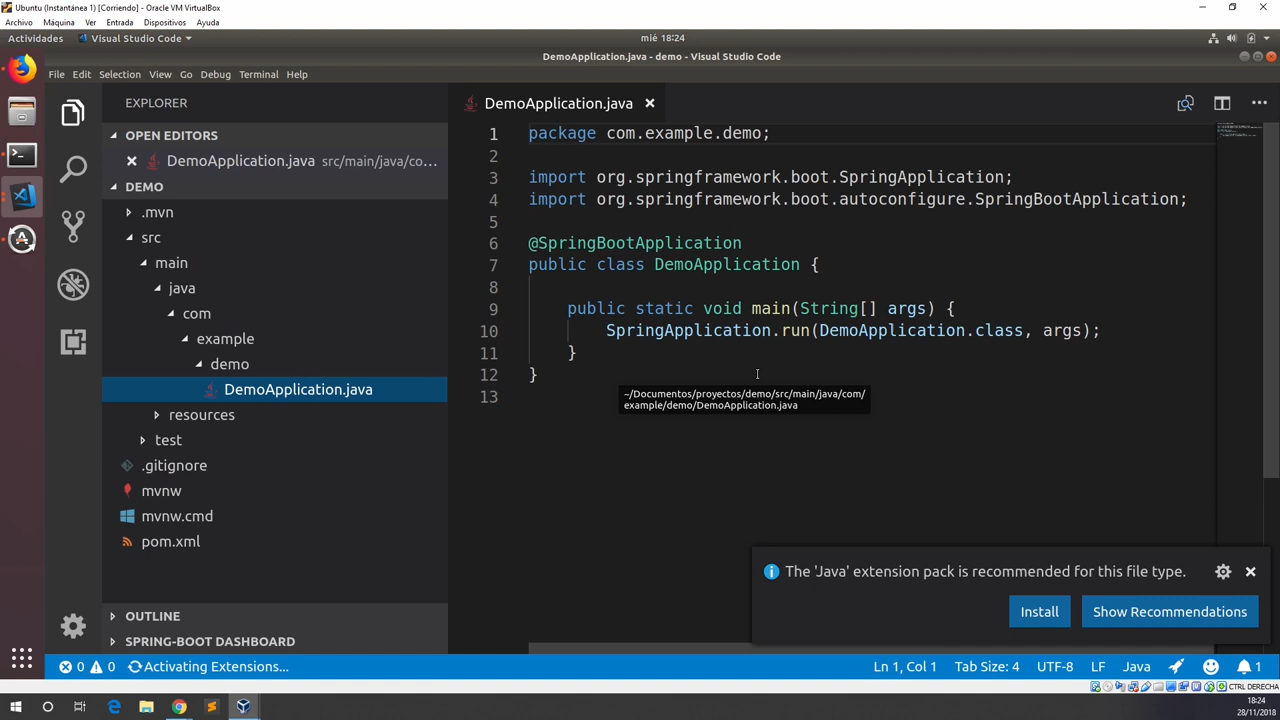 Ubuntu (Instantánea 1) [Corriendo] - Oracle VM VirtualBox
Archivo Máquina Ver Entrada Dispositivos Ayuda
Actividades Visual Studio Code mié 18:24
DemoApplication.java - demo - Visual Studio Code
File Edit Selection View Go Debug Terminal Help
EXPLORER
OPEN EDITORS
DemoApplication.java src/main/java/co...
DEMO
.mvn
src
main
java
com
example
demo
DemoApplication.java
resources
test
.gitignore
mvnw
mvnw.cmd
pom.xml
OUTLINE
SPRING-BOOT DASHBOARD
DemoApplication.java
1 package com.example.demo;
2
3 import org.springframework.boot.SpringApplication;
4 import org.springframework.boot.autoconfigure.SpringBootApplication;
5
6 @SpringBootApplication
7 public class DemoApplication {
8
9 public static void main(String[] args) {
10 SpringApplication.run(DemoApplication.class, args);
11 }
12 }
13
~/Documentos/proyectos/demo/src/main/java/com/
example/demo/DemoApplication.java
The 'Java' extension pack is recommended for this file type.
Install Show Recommendations
0 0 Activating Extensions... Ln 1, Col 1 Tab Size: 4 UTF-8 LF Java 1
CTRL DERECHA
18:24
28/11/2018